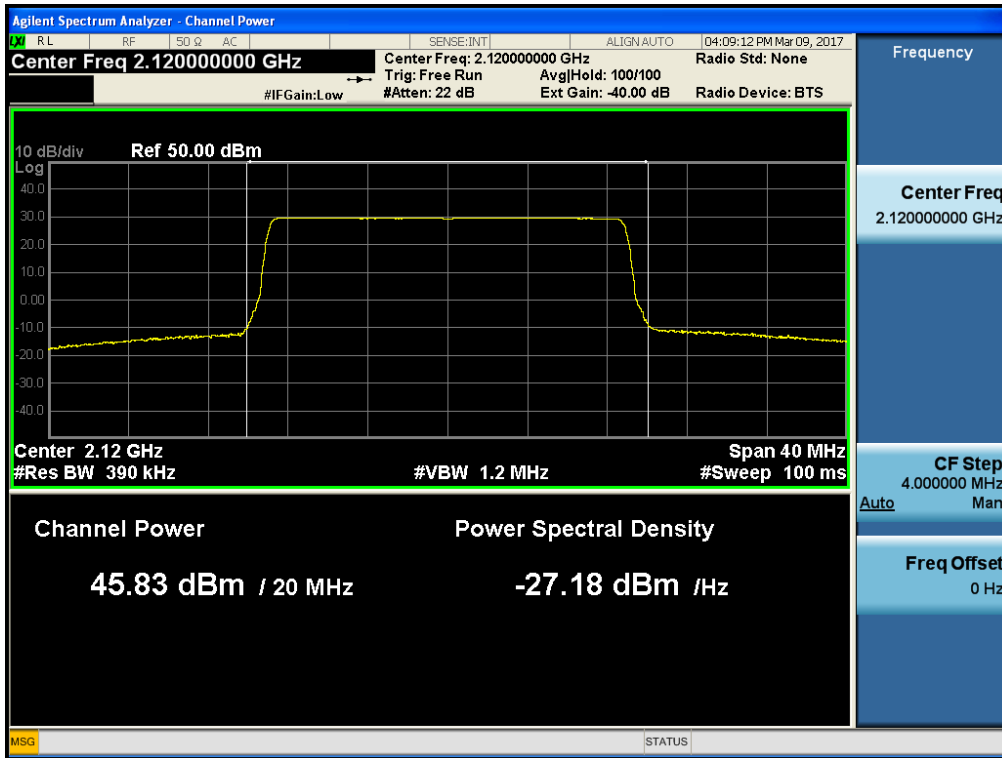 Agilent Spectrum Analyzer - Channel Power
LXI RL RF 50 Ω AC SENSE:INT ALIGN AUTO 04:09:12 PM Mar 09, 2017
Center Freq 2.120000000 GHz
Center Freq: 2.120000000 GHz Radio Std: None
Trig: Free Run Avg|Hold: 100/100
#IFGain:Low #Atten: 22 dB Ext Gain: -40.00 dB Radio Device: BTS
10 dB/div Ref 50.00 dBm
Log
40.0
30.0
20.0
10.0
0.00
-10.0
-20.0
-30.0
-40.0
Center 2.12 GHz Span 40 MHz
#Res BW 390 kHz #VBW 1.2 MHz #Sweep 100 ms
Channel Power Power Spectral Density
45.83 dBm / 20 MHz -27.18 dBm /Hz
MSG STATUS
Frequency
Center Freq
2.120000000 GHz
CF Step
4.000000 MHz
Auto Man
Freq Offset
0 Hz